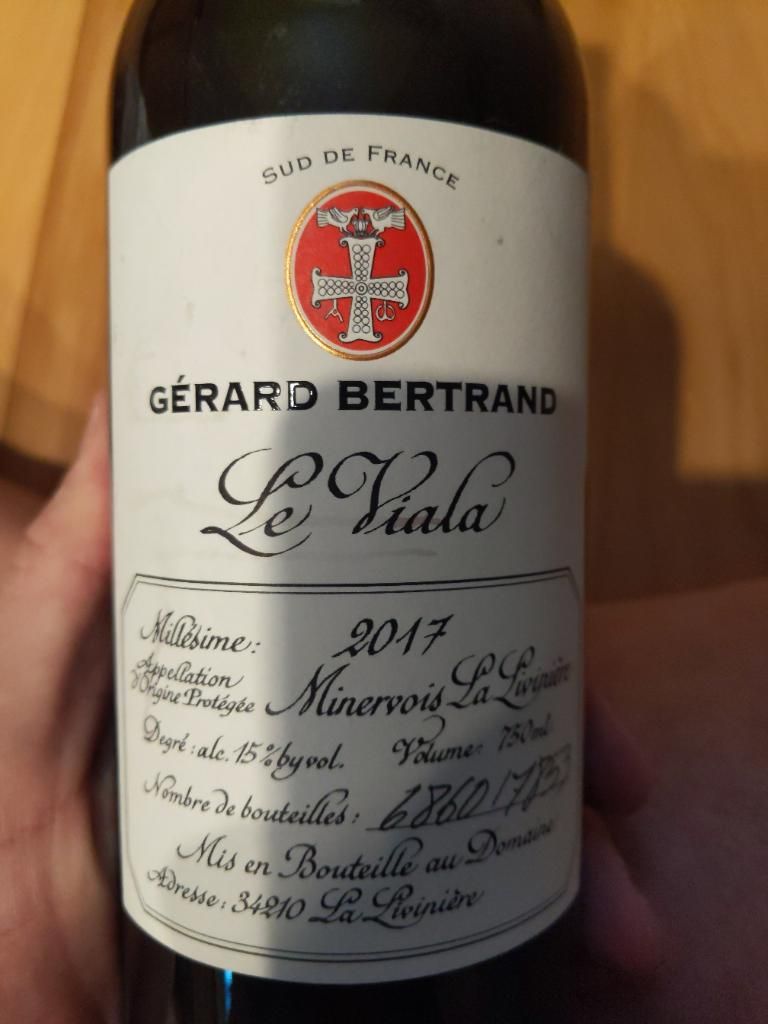 SUD DE FRANCE
GÉRARD BERTRAND
Le Viala
Millésime: 2017
Appellation
d'Origine Protégée Minervois La Livinière
Degré: alc. 15% by vol. Volume: 750ml.
Nombre de bouteilles:
Mis en Bouteille au Domaine
Adresse: 34210 La Livinière